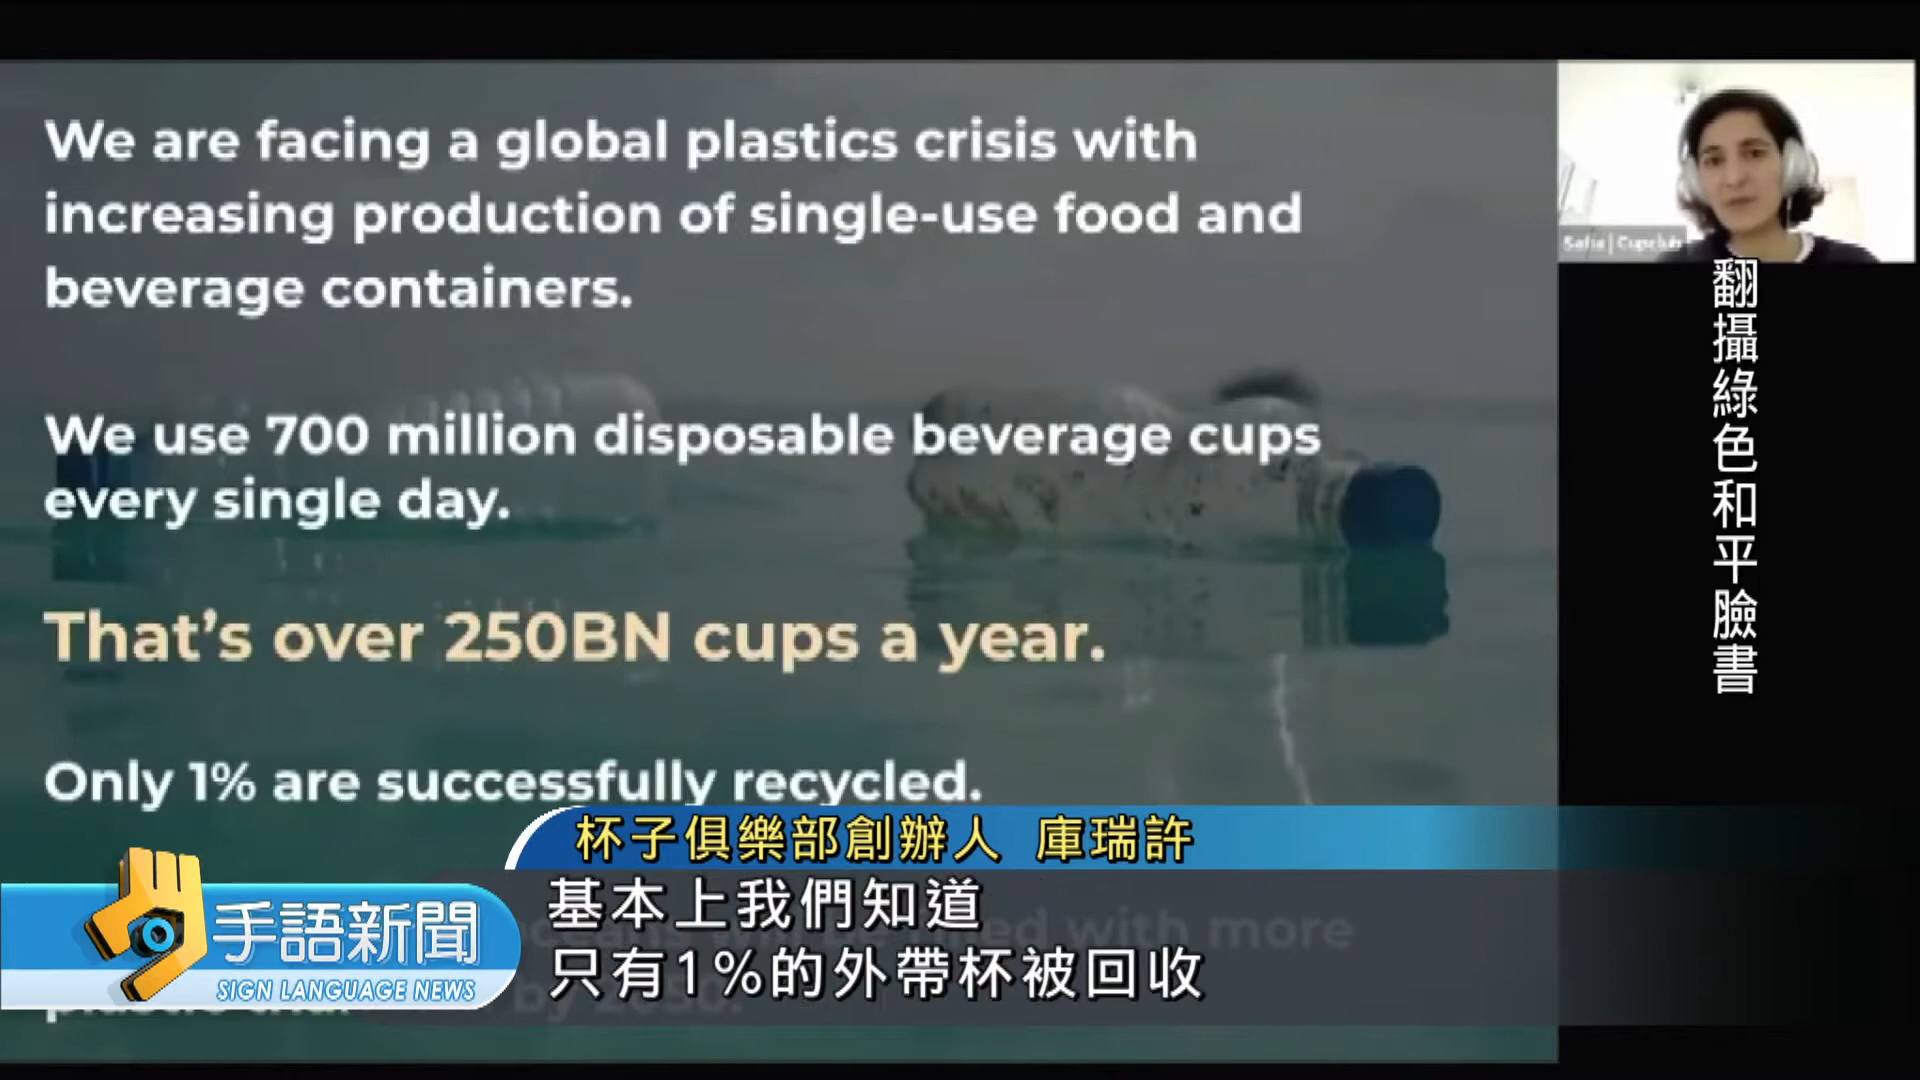 We are facing a global plastics crisis with
increasing production of single-use food and
beverage containers.
We use 700 million disposable beverage cups
every single day.
That's over 250BN cups a year.
Only 1% are successfully recycled.
with more
by 2050.
翻攝綠色和平臉書
杯子俱樂部創辦人 庫瑞許
基本上我們知道
只有1%的外帶杯被回收
手語新聞
SIGN LANGUAGE NEWS